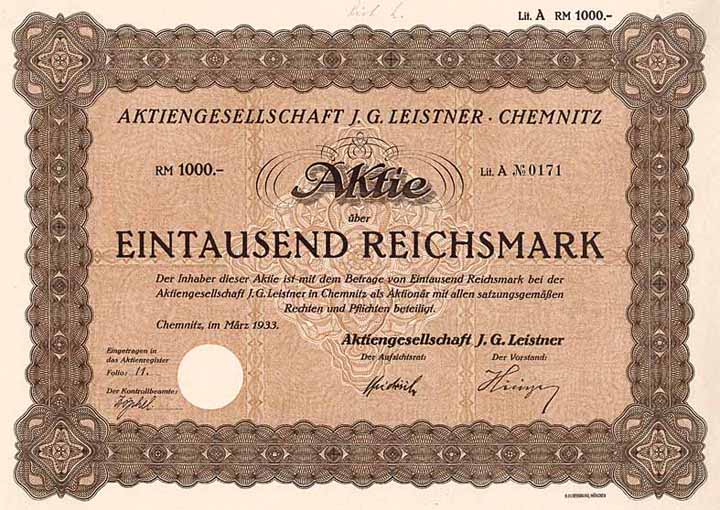 Lit. A RM 1000.-
AKTIENGESELLSCHAFT J. G. LEISTNER · CHEMNITZ
RM 1000.-
Aktie
Lit. A № 0171
über
EINTAUSEND REICHSMARK
Der Inhaber dieser Aktie ist mit dem Betrage von Eintausend Reichsmark bei der
Aktiengesellschaft J. G. Leistner in Chemnitz als Aktionär mit allen satzungsgemäßen
Rechten und Pflichten beteiligt.
Chemnitz, im März 1933.
Aktiengesellschaft J. G. Leistner
Eingetragen in
das Aktienregister
Folio: 11.
Der Aufsichtsrat:
Der Vorstand:
Der Kontrollbeamte: